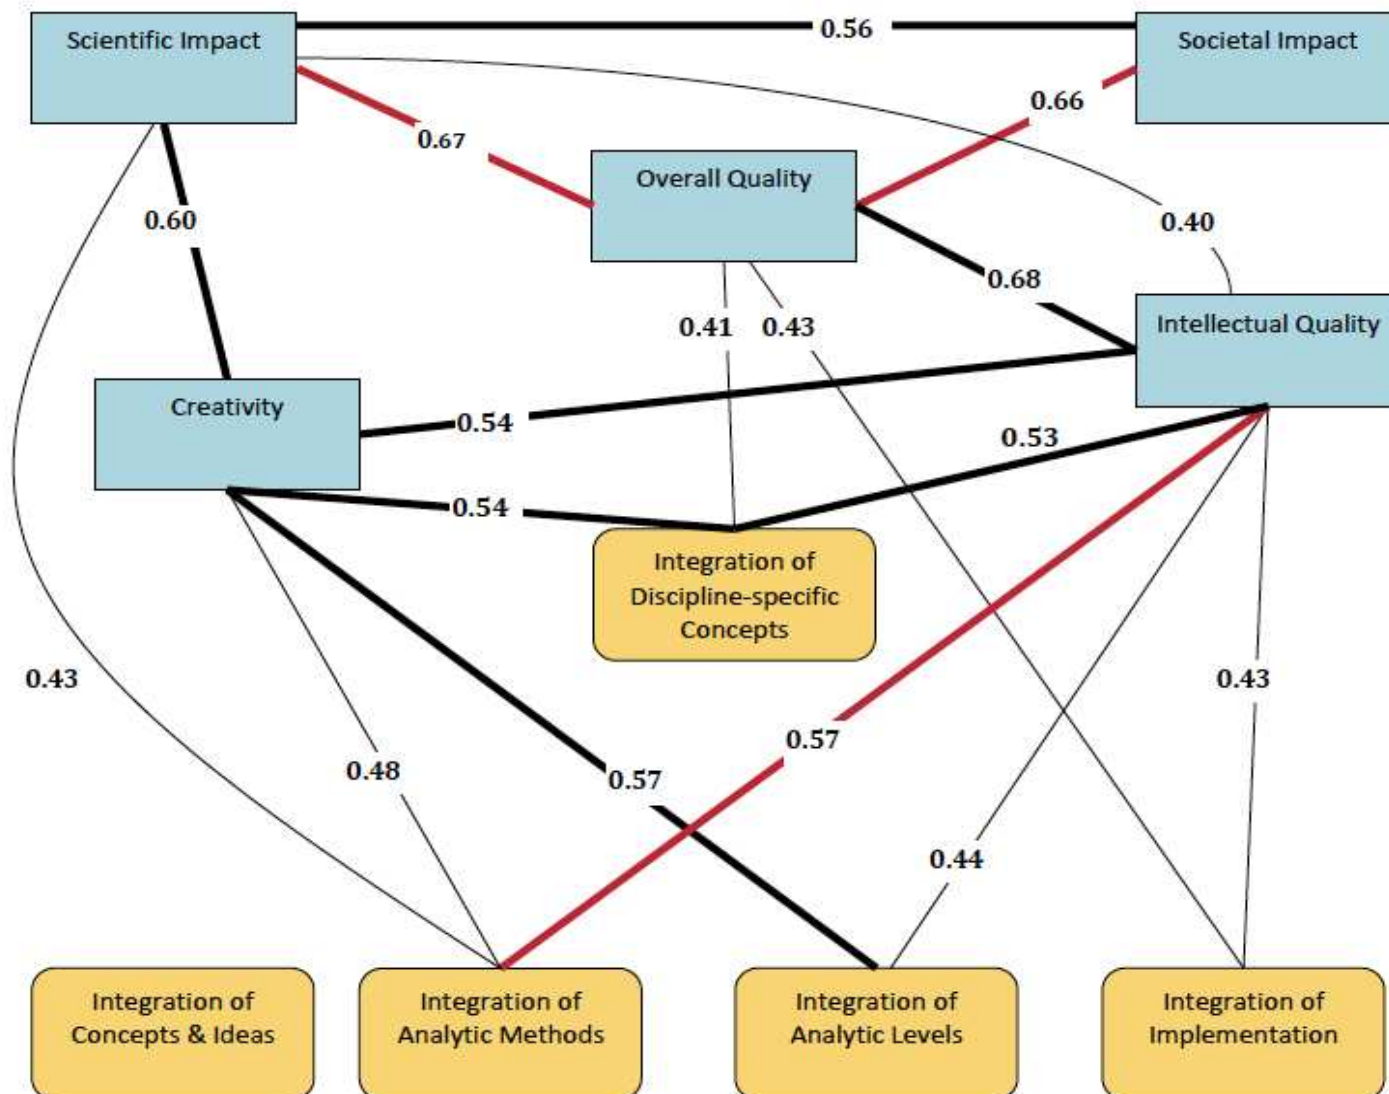 Scientific Impact
0.56
Societal Impact
0.66
0.67
Overall Quality
0.60
0.40
0.68
0.41
0.43
Intellectual Quality
Creativity
0.54
0.53
0.54
Integration of
Discipline-specific
Concepts
0.43
0.43
0.57
0.48
0.57
0.44
Integration of
Concepts & Ideas
Integration of
Analytic Methods
Integration of
Analytic Levels
Integration of
Implementation